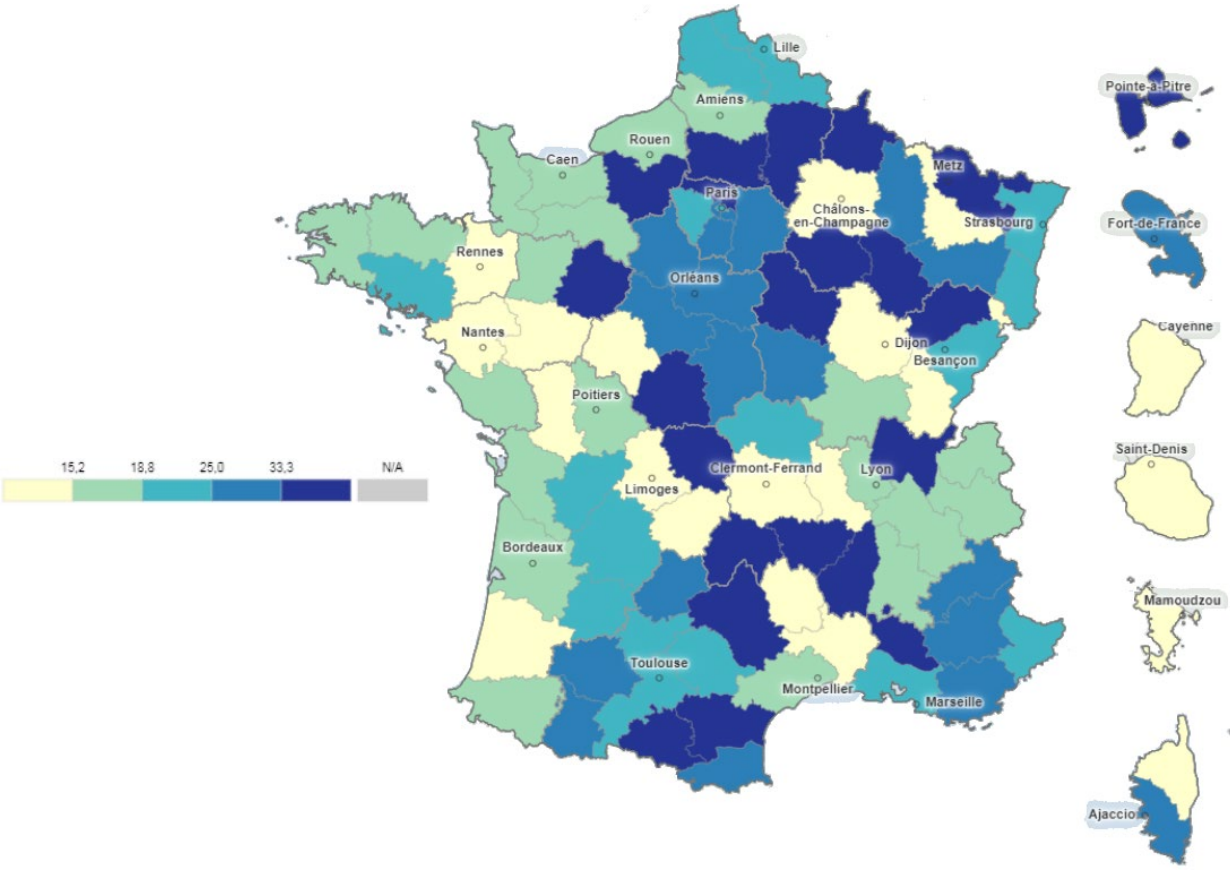 Lille
Pointe-à-Pitre
Amiens
Rouen
Caen
Metz
Paris
Châlons-
en-Champagne
Strasbourg
Fort-de-France
Rennes
Orléans
Cayenne
Nantes
Dijon
Besançon
Poitiers
Saint-Denis
15,2 18,8 25,0 33,3 N/A
Clermont-Ferrand
Lyon
Limoges
Bordeaux
Mamoudzou
Toulouse
Montpellier
Marseille
Ajaccio